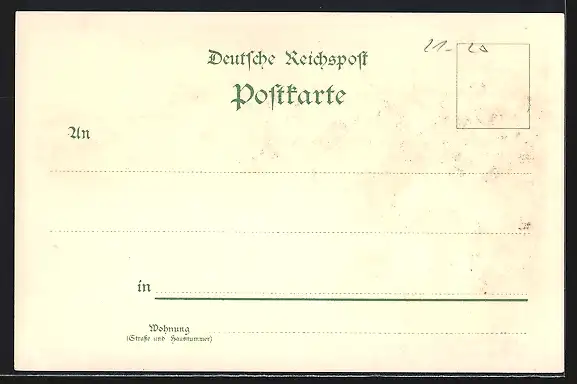 Deutſche Reichspoſt
Poſtkarte
An
in
Wohnung
(Straße und Hausnummer)